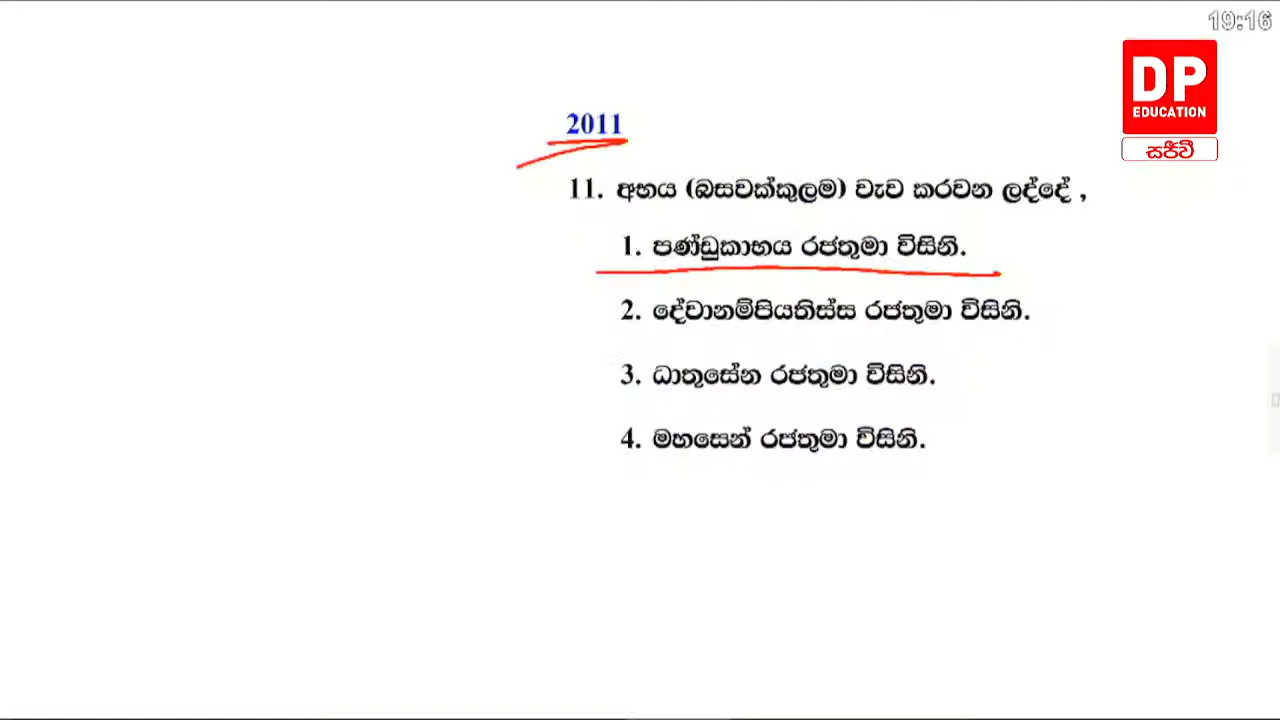 19:16
DP
EDUCATION
සජීවී
2011
11. අභය (බසවක්කුලම) වැව කරවන ලද්දේ ,
1. පණ්ඩුකාභය රජතුමා විසිනි.
2. දේවානම්පියතිස්ස රජතුමා විසිනි.
3. ධාතුසේන රජතුමා විසිනි.
4. මහසෙන් රජතුමා විසිනි.